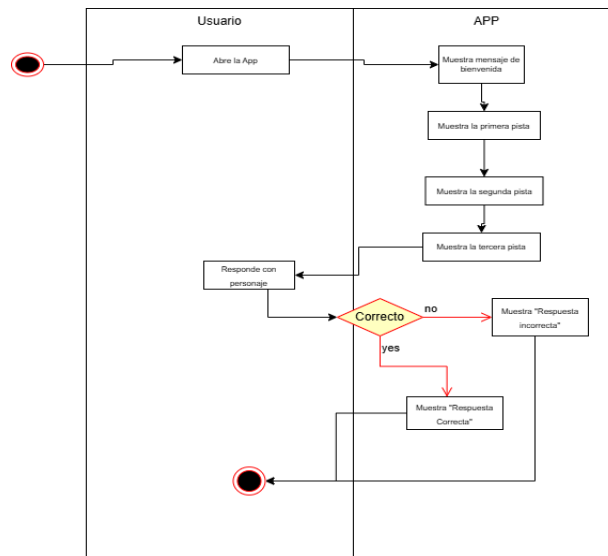 Usuario
APP
Abre la App
Muestra mensaje de
bienvenida
Muestra la primera pista
Muestra la segunda pista
Muestra la tercera pista
Responde con
personaje
Correcto
no
yes
Muestra "Respuesta
incorrecta"
Muestra "Respuesta
Correcta"